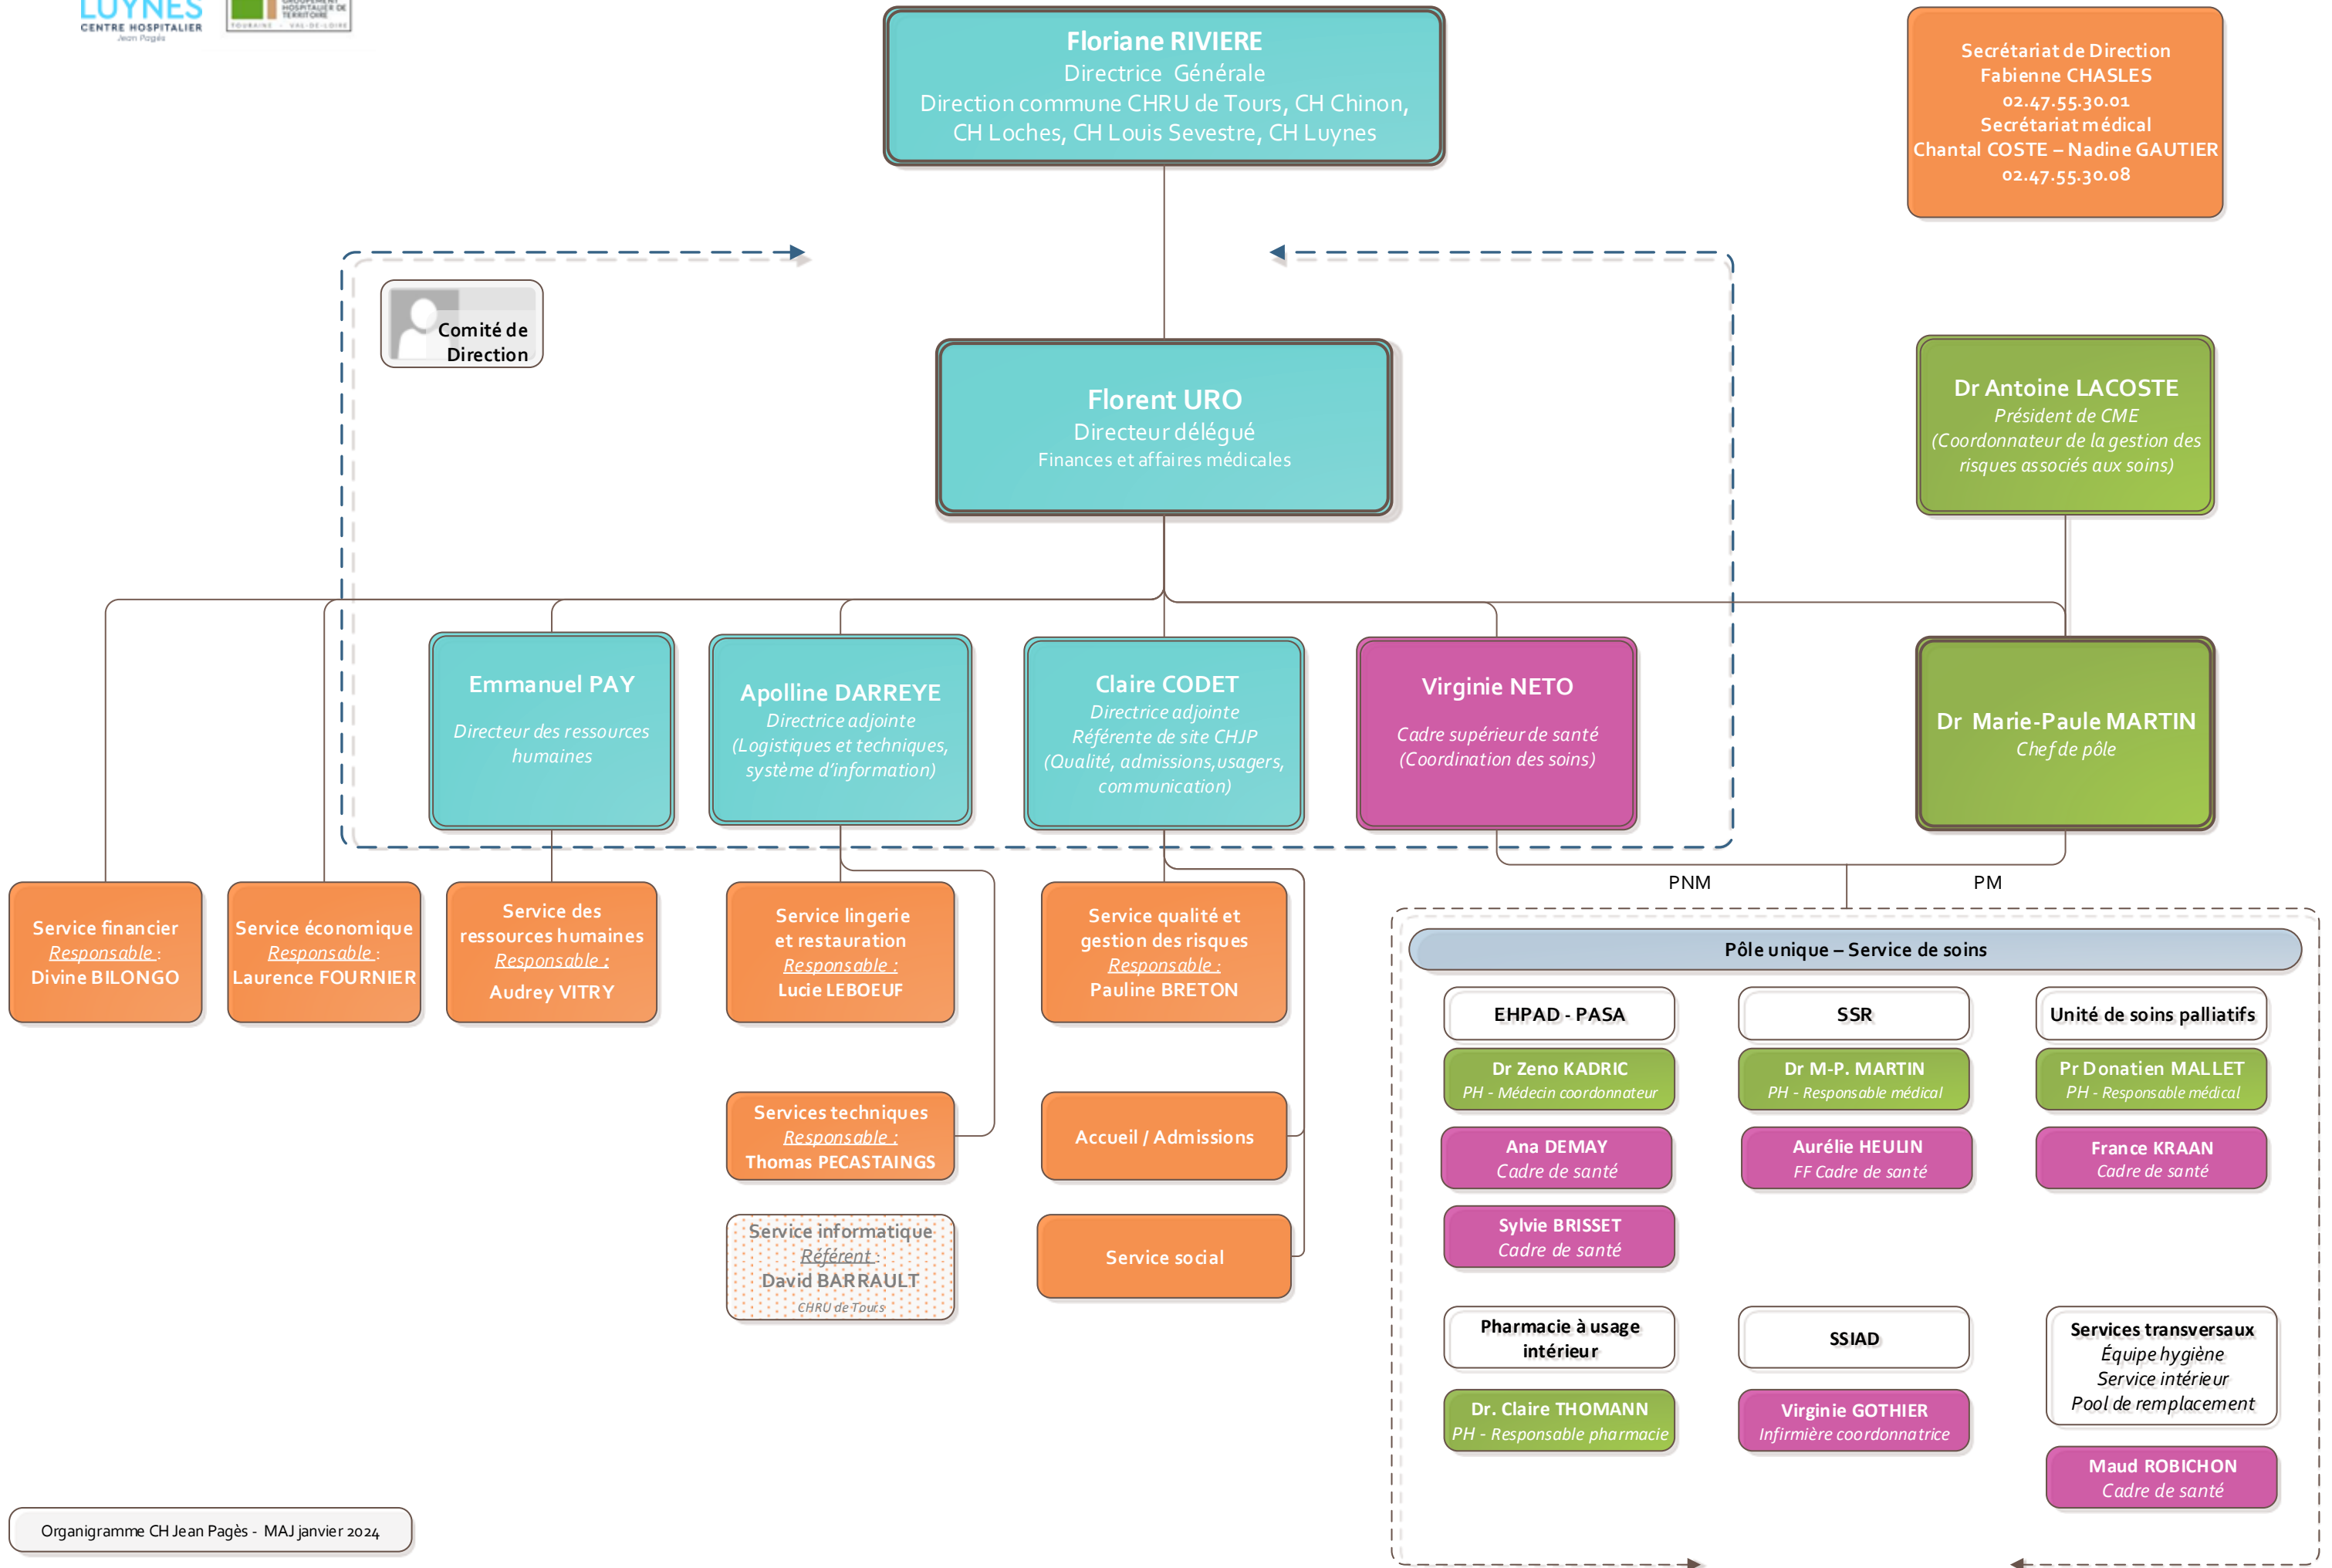 LUYNES
CENTRE HOSPITALIER
Jean Pagès
GROUPEMENT
HOSPITALIER DE
TERRITOIRE
TOURAINE - VAL-DE-LOIRE
Floriane RIVIERE
Directrice Générale
Direction commune CHRU de Tours, CH Chinon,
CH Loches, CH Louis Sevestre, CH Luynes
Secrétariat de Direction
Fabienne CHASLES
02.47.55.30.01
Secrétariat médical
Chantal COSTE – Nadine GAUTIER
02.47.55.30.08
Comité de
Direction
Florent URO
Directeur délégué
Finances et affaires médicales
Dr Antoine LACOSTE
Président de CME
(Coordonnateur de la gestion des
risques associés aux soins)
Emmanuel PAY
Directeur des ressources
humaines
Apolline DARREYE
Directrice adjointe
(Logistiques et techniques,
système d'information)
Claire CODET
Directrice adjointe
Référente de site CHJP
(Qualité, admissions,usagers,
communication)
Virginie NETO
Cadre supérieur de santé
(Coordination des soins)
Dr Marie-Paule MARTIN
Chef de pôle
PNM
PM
Service financier
Responsable :
Divine BILONGO
Service économique
Responsable :
Laurence FOURNIER
Service des
ressources humaines
Responsable :
Audrey VITRY
Service lingerie
et restauration
Responsable :
Lucie LEBOEUF
Service qualité et
gestion des risques
Responsable :
Pauline BRETON
Services techniques
Responsable :
Thomas PECASTAINGS
Accueil / Admissions
Service informatique
Référent :
David BARRAULT
CHRU de Tours
Service social
Pôle unique – Service de soins
EHPAD - PASA
Dr Zeno KADRIC
PH - Médecin coordonnateur
Ana DEMAY
Cadre de santé
Sylvie BRISSET
Cadre de santé
SSR
Dr M-P. MARTIN
PH - Responsable médical
Aurélie HEULIN
FF Cadre de santé
Unité de soins palliatifs
Pr Donatien MALLET
PH - Responsable médical
France KRAAN
Cadre de santé
Pharmacie à usage
intérieur
Dr. Claire THOMANN
PH - Responsable pharmacie
SSIAD
Virginie GOTHIER
Infirmière coordonnatrice
Services transversaux
Équipe hygiène
Service intérieur
Pool de remplacement
Maud ROBICHON
Cadre de santé
Organigramme CH Jean Pagès - MAJ janvier 2024